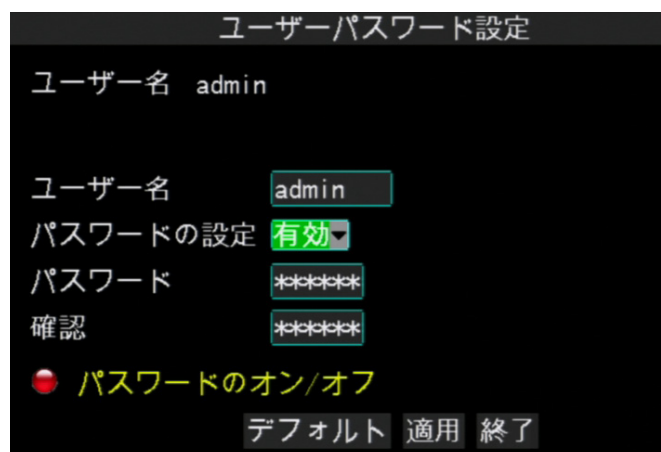 ユーザーパスワード設定
ユーザー名 admin
ユーザー名 admin
パスワードの設定 有効
パスワード ******
確認 ******
パスワードのオン/オフ
デフォルト 適用 終了